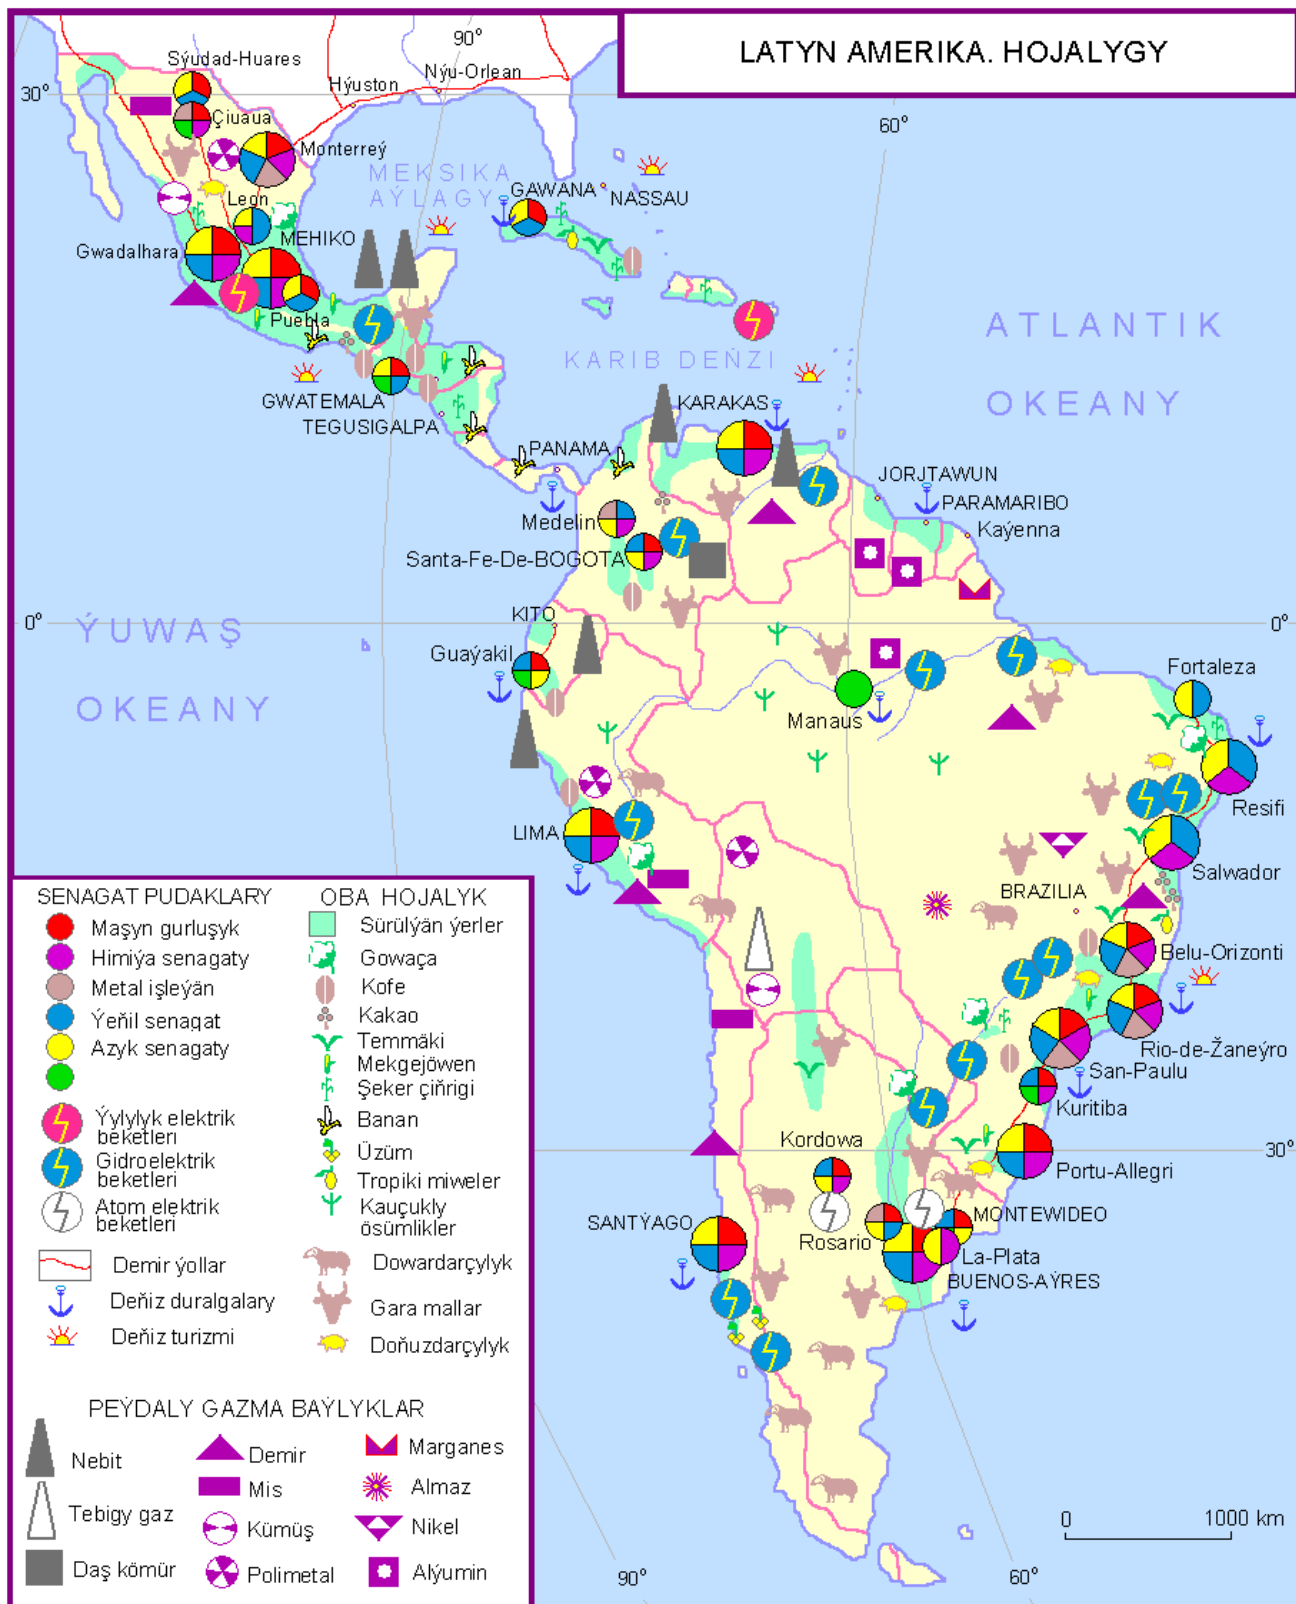 LATYN AMERIKA. HOJALYGY
90°
Sýudad-Huares
Nýu-Orlean
Hýuston
30°
60°
Çiuaua
Monterreý
MEKSIKA
AÝLAGY
GAWANA
NASSAU
Leon
MEHIKO
Gwadalhara
Puebla
ATLANTIK
OKEANY
KARIB DEŇZI
GWATEMALA
TEGUSIGALPA
KARAKAS
PANAMA
JORJTAWUN
PARAMARIBO
Kaýenna
Medelin
Santa-Fe-De-BOGOTA
KITO
0°
0°
ÝUWAŞ
OKEANY
Guaýakil
Fortaleza
Manaus
Resifi
LIMA
Salwador
BRAZILIA
Belu-Orizonti
Rio-de-Žaneýro
San-Paulu
Kuritiba
Kordowa
30°
Portu-Allegri
SANTÝAGO
MONTEWIDEO
Rosario
La-Plata
BUENOS-AÝRES
SENAGAT PUDAKLARY
Maşyn gurluşyk
Himiýa senagaty
Metal işleýän
Ýeňil senagat
Azyk senagaty
Ýylylyk elektrik
beketleri
Gidroelektrik
beketleri
Atom elektrik
beketleri
Demir ýollar
Deňiz duralgalary
Deňiz turizmi
OBA HOJALYK
Sürülýän ýerler
Gowaça
Kofe
Kakao
Temmäki
Mekgejöwen
Şeker çiňrigi
Banan
Üzüm
Tropiki miweler
Kauçukly
ösümlikler
Dowardarçylyk
Gara mallar
Doňuzdarçylyk
PEÝDALY GAZMA BAÝLYKLAR
Nebit
Tebigy gaz
Daş kömür
Demir
Mis
Kümüş
Polimetal
Marganes
Almaz
Nikel
Alýumin
0 1000 km
90°
60°